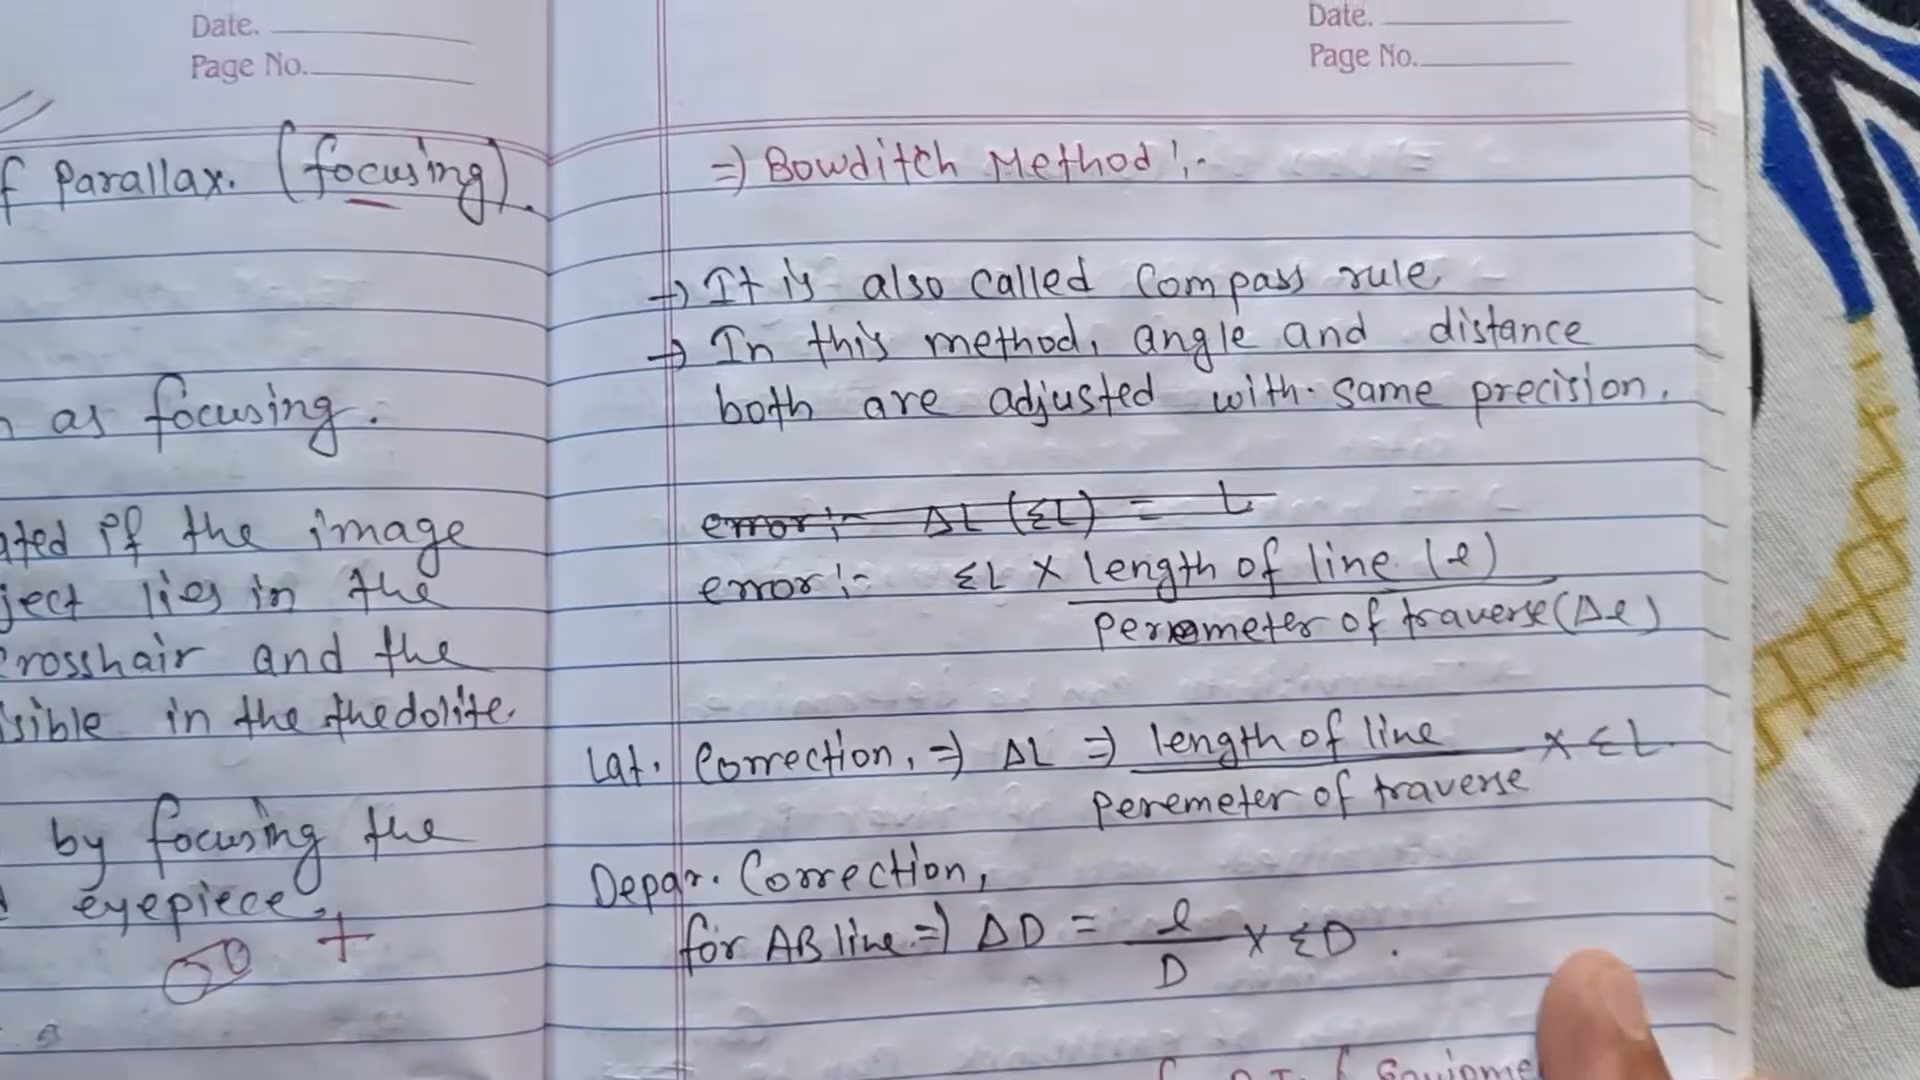 Date.
Page No.
f Parallax. (focusing).
as focusing.
ated if the image
ject lies in the
crosshair and the
isible in the thedolite.
by focusing the
eyepiece.
Date.
Page No.
=) Bowditch Method :-
→ It is also called Compass rule.
→ In this method, angle and distance
both are adjusted with same precision.
error:- ΔL (ΣL) = L
error:- ΣL × length of line (l)
peremeter of traverse (Δl)
Lat. Correction, => ΔL => length of line × ΣL
peremeter of traverse
Depar. Correction,
for AB line => ΔD = l × ΣD.
D